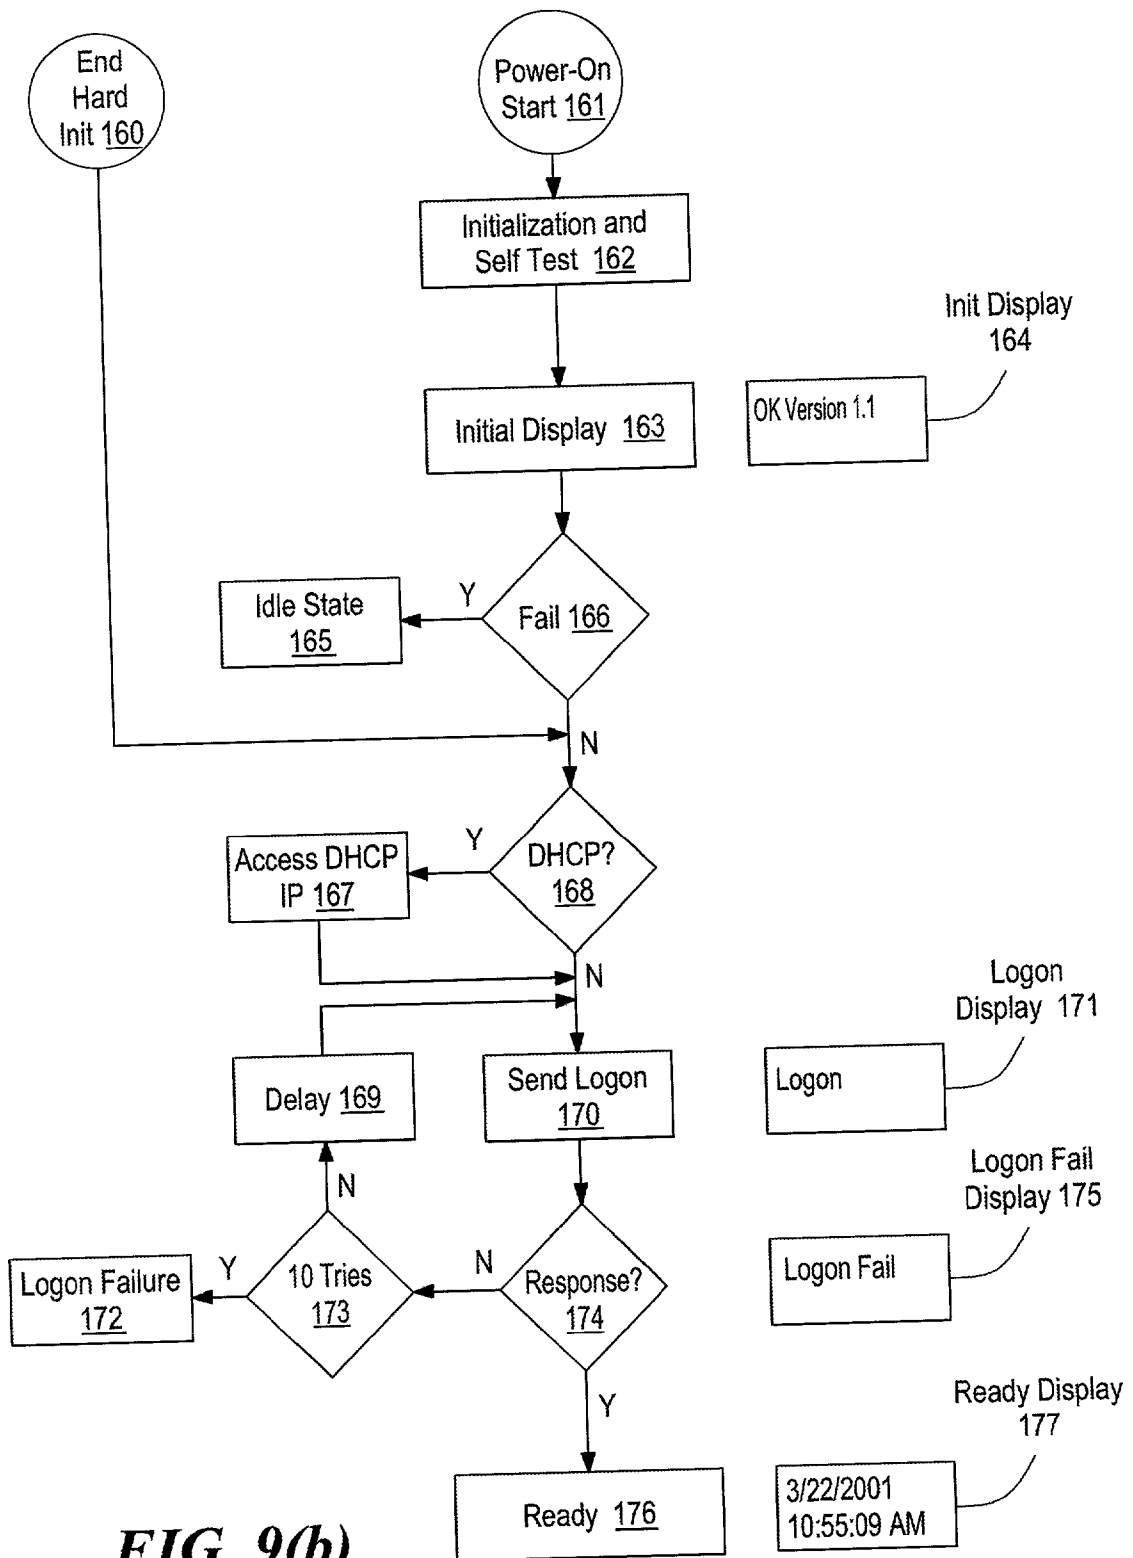 End
Hard
Init 160
Power-On
Start 161
Initialization and
Self Test 162
Init Display
164
Initial Display 163
OK Version 1.1
Y
Idle State
165
Fail 166
N
Y
Access DHCP
IP 167
DHCP?
168
N
Logon
Display 171
Delay 169
Send Logon
170
Logon
N
Logon Fail
Display 175
Y
Logon Failure
172
10 Tries
173
N
Response?
174
Logon Fail
Y
Ready Display
177
Ready 176
3/22/2001
10:55:09 AM
FIG. 9(b)